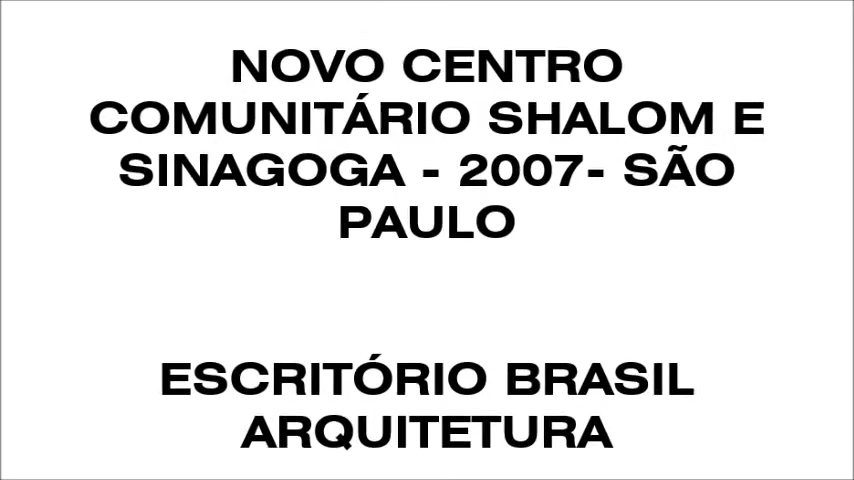 NOVO CENTRO
COMUNITÁRIO SHALOM E
SINAGOGA - 2007- SÃO
PAULO
ESCRITÓRIO BRASIL
ARQUITETURA